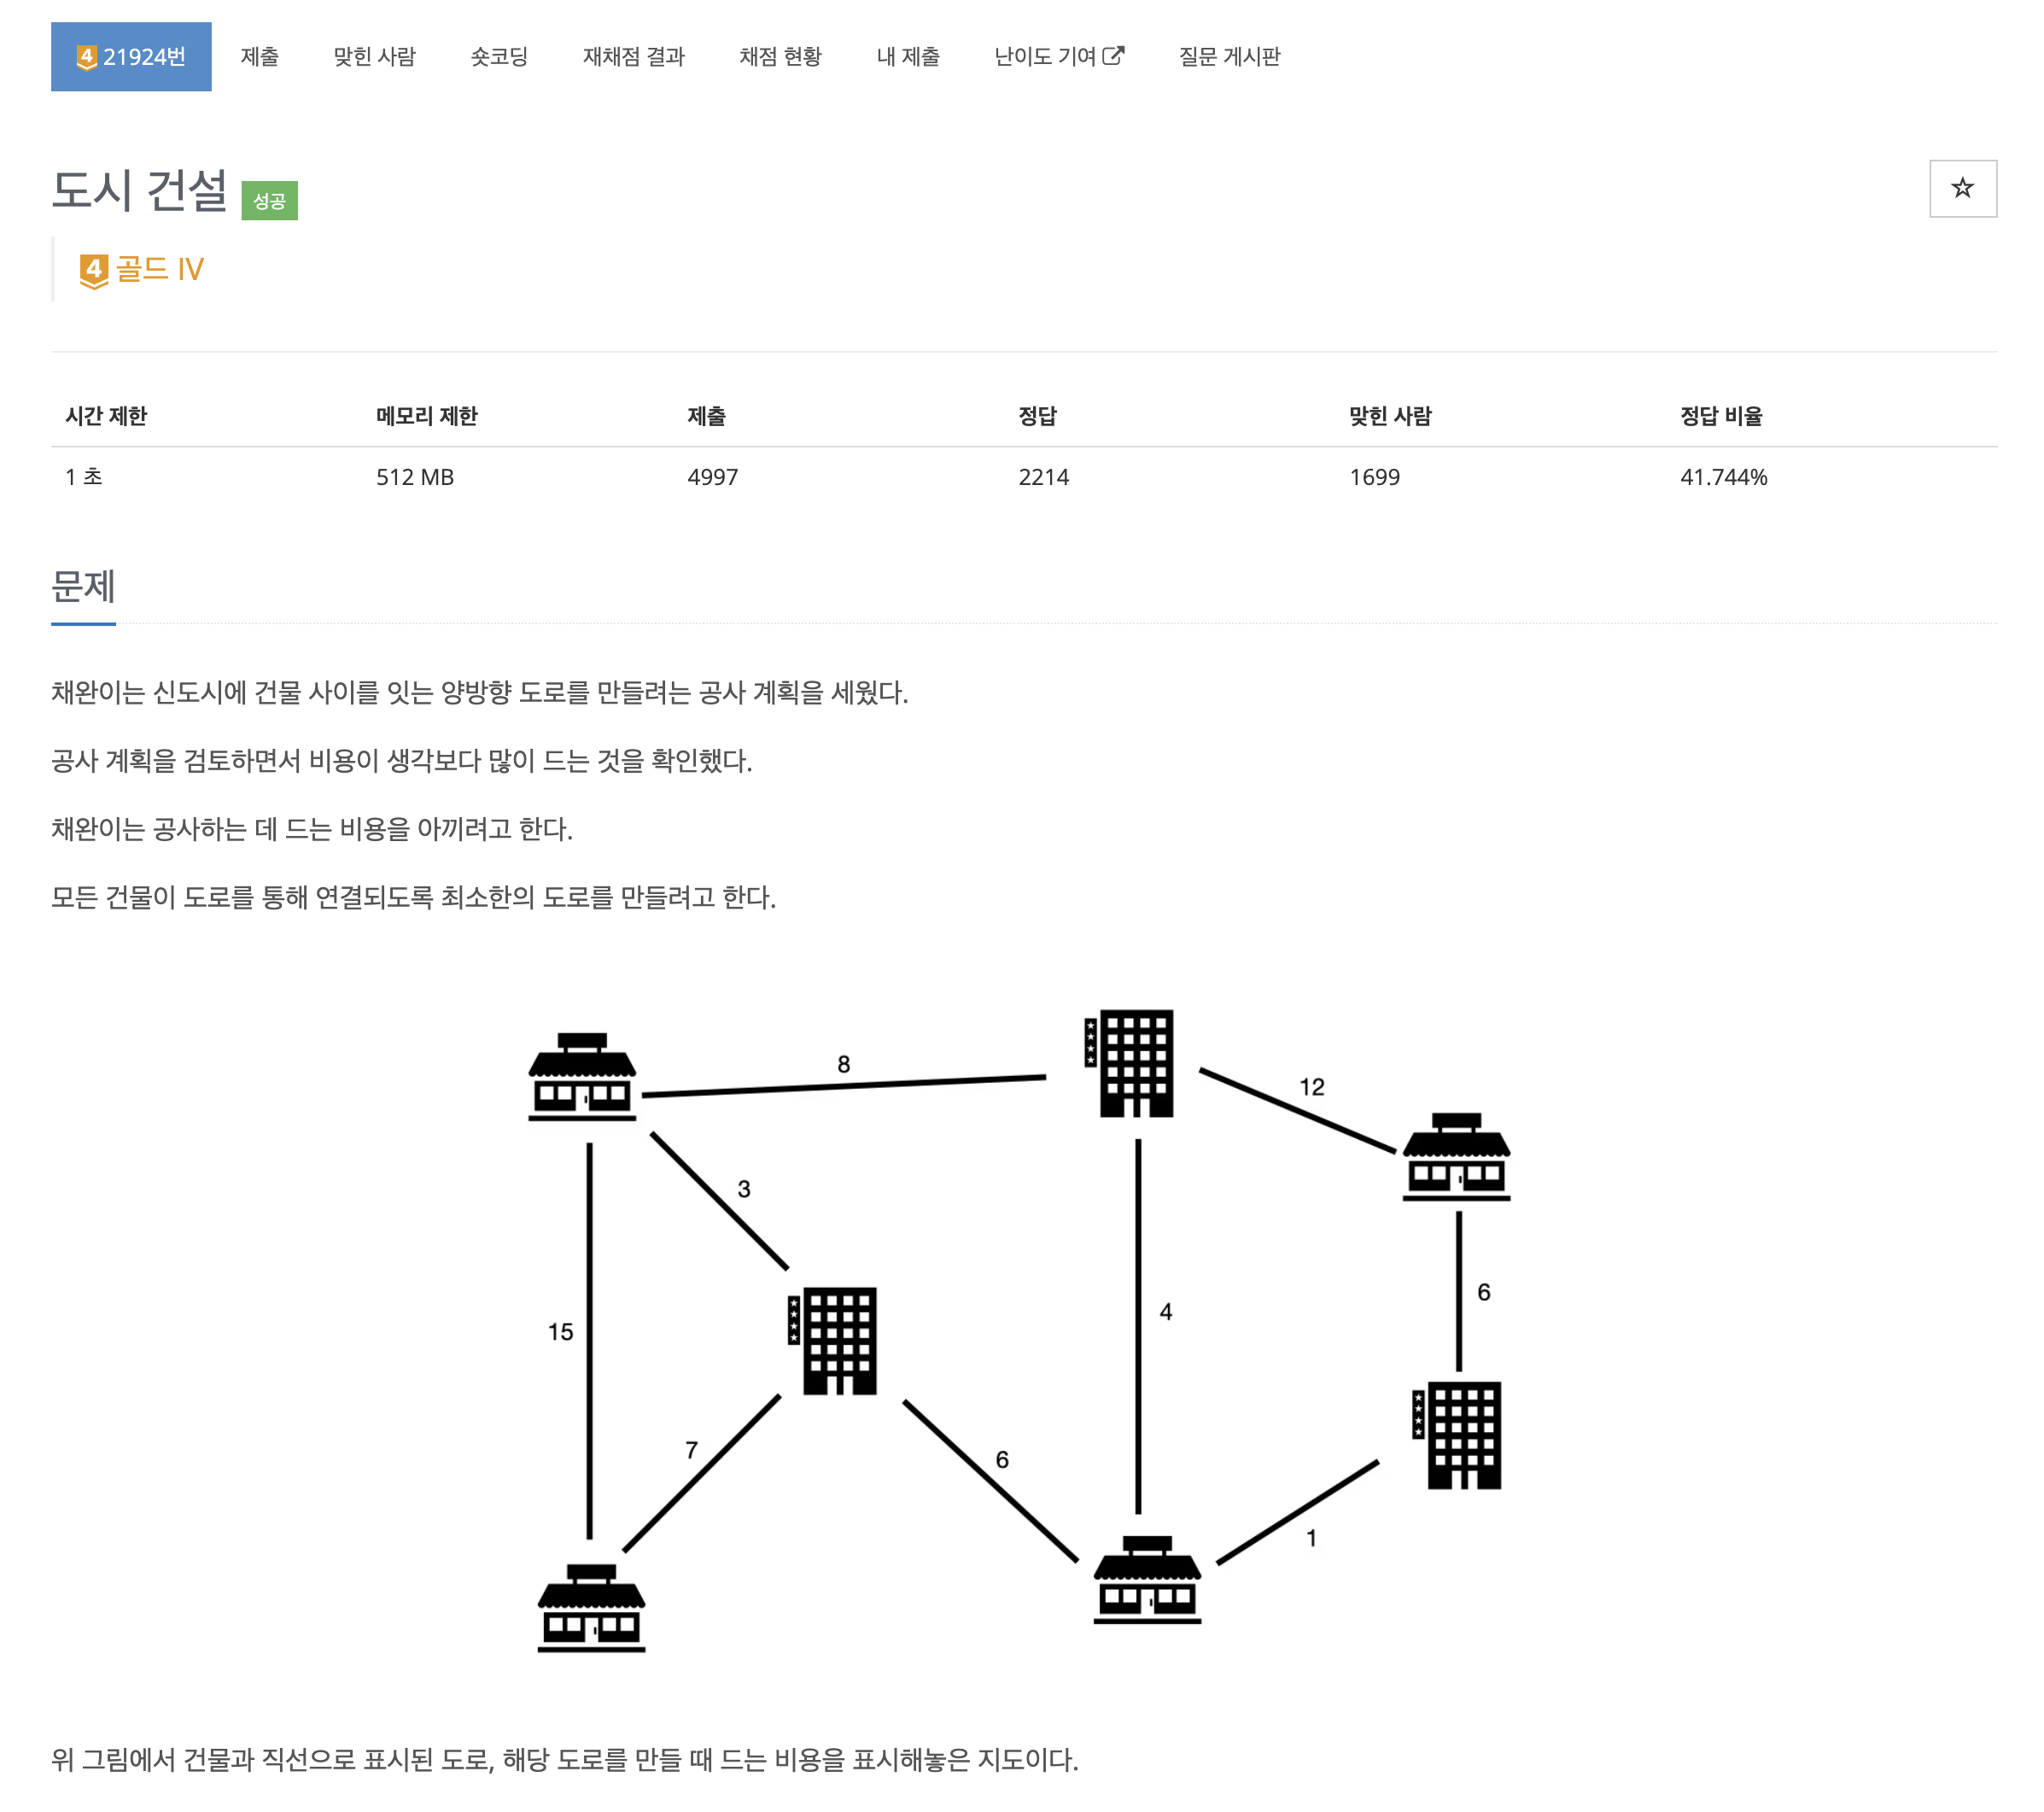 4 21924번 제출 맞힌 사람 숏코딩 재채점 결과 채점 현황 내 제출 난이도 기여 질문 게시판
도시 건설 성공
4 골드 IV
시간 제한 메모리 제한 제출 정답 맞힌 사람 정답 비율
1 초 512 MB 4997 2214 1699 41.744%
문제
채완이는 신도시에 건물 사이를 잇는 양방향 도로를 만들려는 공사 계획을 세웠다.
공사 계획을 검토하면서 비용이 생각보다 많이 드는 것을 확인했다.
채완이는 공사하는 데 드는 비용을 아끼려고 한다.
모든 건물이 도로를 통해 연결되도록 최소한의 도로를 만들려고 한다.
8
12
3
6
4
15
7
6
1
위 그림에서 건물과 직선으로 표시된 도로, 해당 도로를 만들 때 드는 비용을 표시해놓은 지도이다.